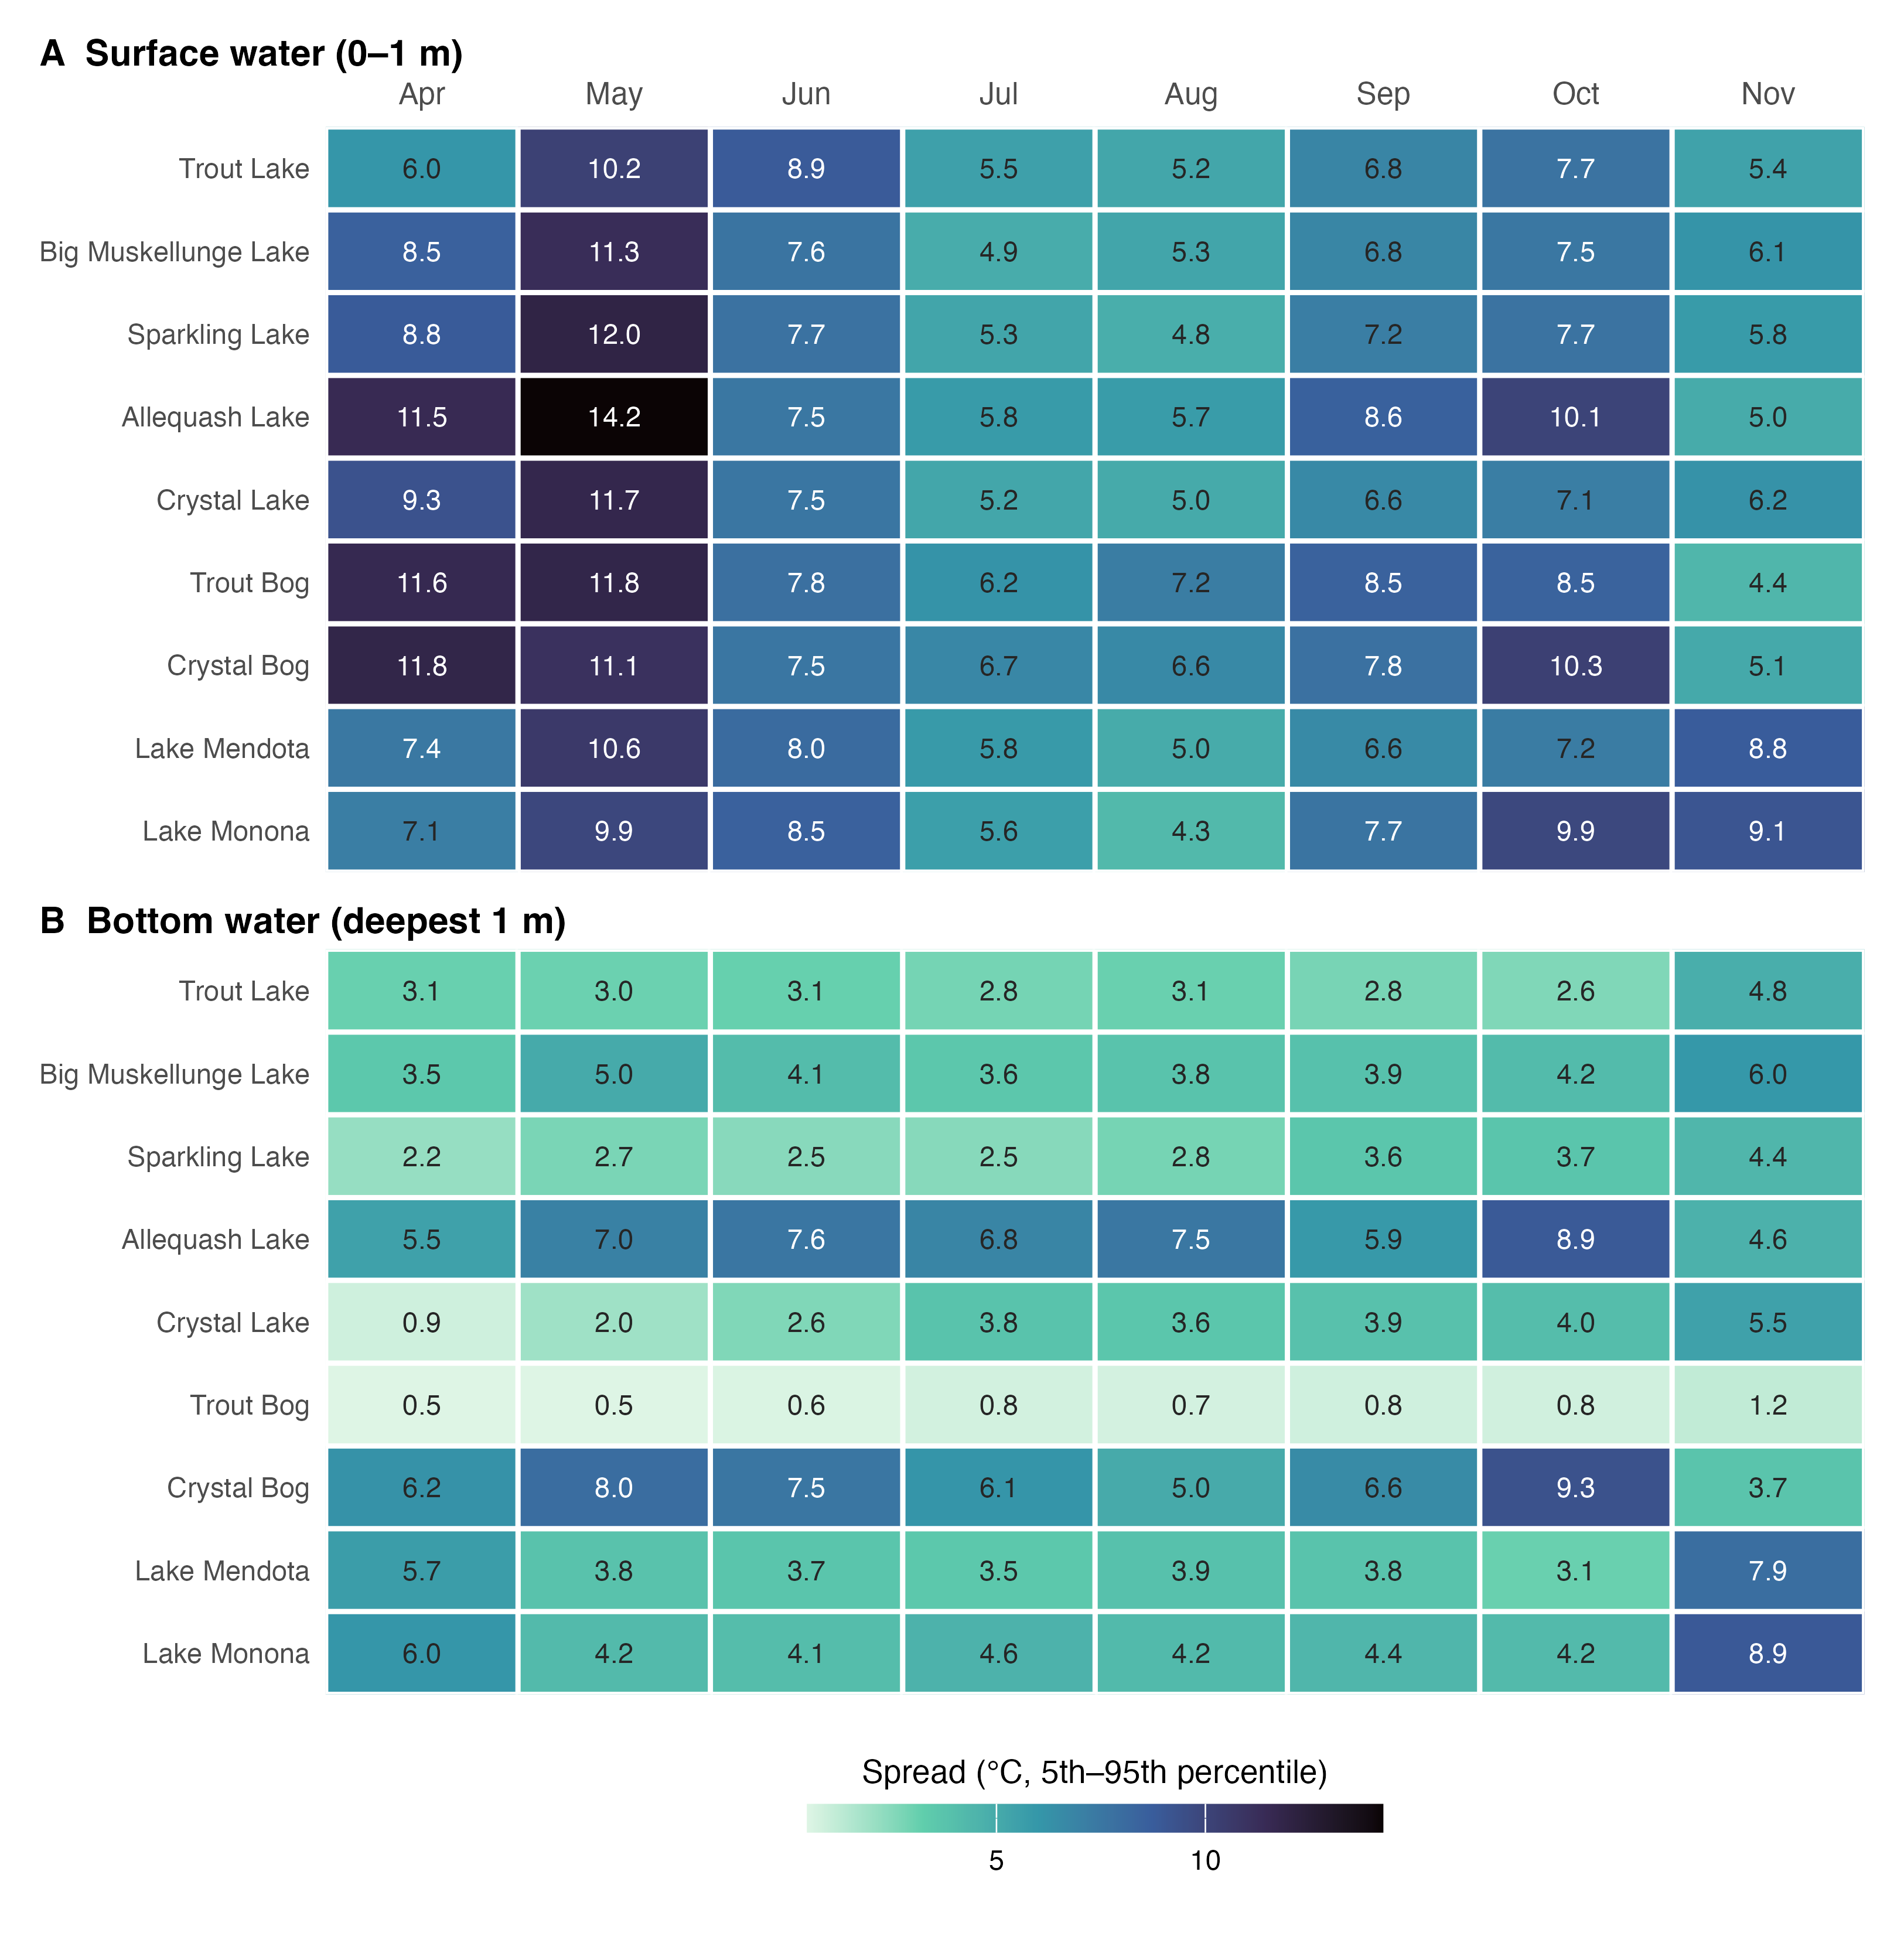 A Surface water (0–1 m)
Apr May Jun Jul Aug Sep Oct Nov
Trout Lake 6.0 10.2 8.9 5.5 5.2 6.8 7.7 5.4
Big Muskellunge Lake 8.5 11.3 7.6 4.9 5.3 6.8 7.5 6.1
Sparkling Lake 8.8 12.0 7.7 5.3 4.8 7.2 7.7 5.8
Allequash Lake 11.5 14.2 7.5 5.8 5.7 8.6 10.1 5.0
Crystal Lake 9.3 11.7 7.5 5.2 5.0 6.6 7.1 6.2
Trout Bog 11.6 11.8 7.8 6.2 7.2 8.5 8.5 4.4
Crystal Bog 11.8 11.1 7.5 6.7 6.6 7.8 10.3 5.1
Lake Mendota 7.4 10.6 8.0 5.8 5.0 6.6 7.2 8.8
Lake Monona 7.1 9.9 8.5 5.6 4.3 7.7 9.9 9.1
B Bottom water (deepest 1 m)
Trout Lake 3.1 3.0 3.1 2.8 3.1 2.8 2.6 4.8
Big Muskellunge Lake 3.5 5.0 4.1 3.6 3.8 3.9 4.2 6.0
Sparkling Lake 2.2 2.7 2.5 2.5 2.8 3.6 3.7 4.4
Allequash Lake 5.5 7.0 7.6 6.8 7.5 5.9 8.9 4.6
Crystal Lake 0.9 2.0 2.6 3.8 3.6 3.9 4.0 5.5
Trout Bog 0.5 0.5 0.6 0.8 0.7 0.8 0.8 1.2
Crystal Bog 6.2 8.0 7.5 6.1 5.0 6.6 9.3 3.7
Lake Mendota 5.7 3.8 3.7 3.5 3.9 3.8 3.1 7.9
Lake Monona 6.0 4.2 4.1 4.6 4.2 4.4 4.2 8.9
Spread (°C, 5th–95th percentile)
5 10